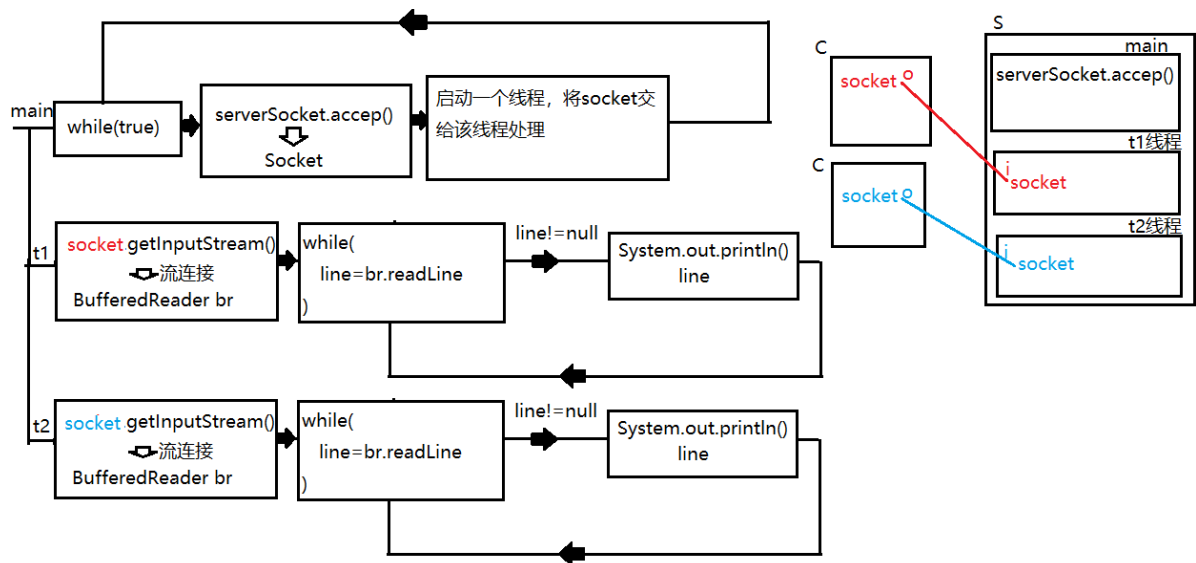 main
while(true)
serverSocket.accep()
Socket
启动一个线程，将socket交
给该线程处理
t1
socket.getInputStream()
流连接
BufferedReader br
while(
line=br.readLine
)
line!=null
System.out.println()
line
t2
socket.getInputStream()
流连接
BufferedReader br
while(
line=br.readLine
)
line!=null
System.out.println()
line
C
socket o
C
socket o
S
main
serverSocket.accep()
t1线程
i
socket
t2线程
i
socket